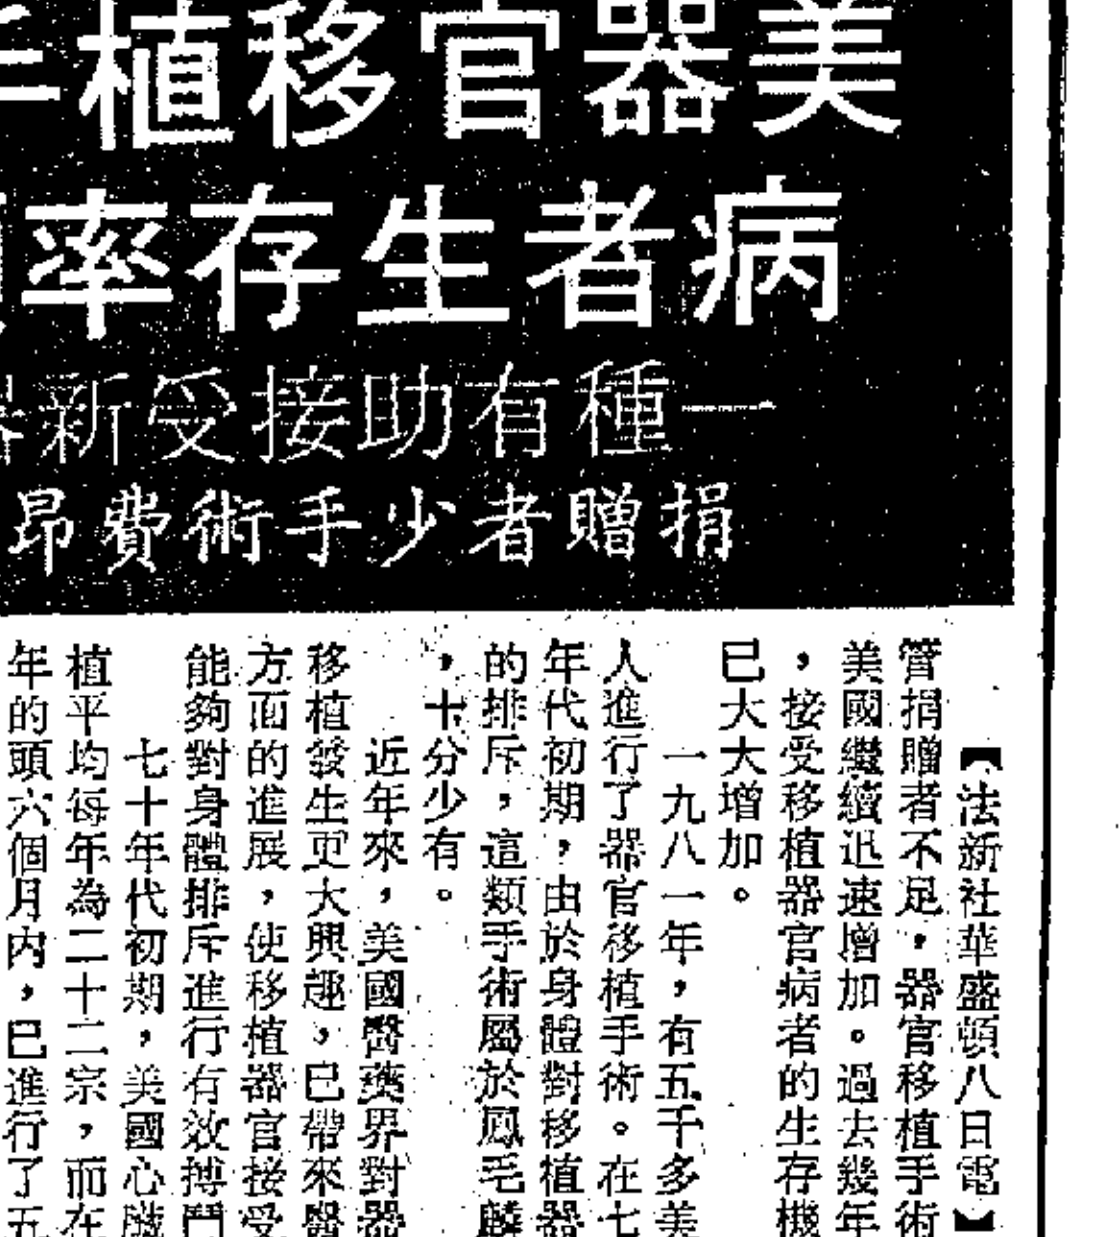 美器官移植手
病者生存率
一種有助接受新器
捐贈者少手術費昂
【法新社華盛頓八日電】
管捐贈者不足，器官移植手術
美國繼續迅速增加。過去幾年
，接受移植器官病者的生存機
已大大增加。
一九八一年，有五千多美
人進行了器官移植手術。在七
年代初期，由於身體對移植器
的排斥，這類手術屬於鳳毛麟
，十分少有。
近年來，美國醫藥界對器
移植發生更大興趣，已帶來醫
方面的進展，使移植器官接受
能夠對身體排斥進行有效搏鬥
七十年代初期，美國心臟
植平均每年為二十二宗，而在
年的頭六個月內，已進行了五